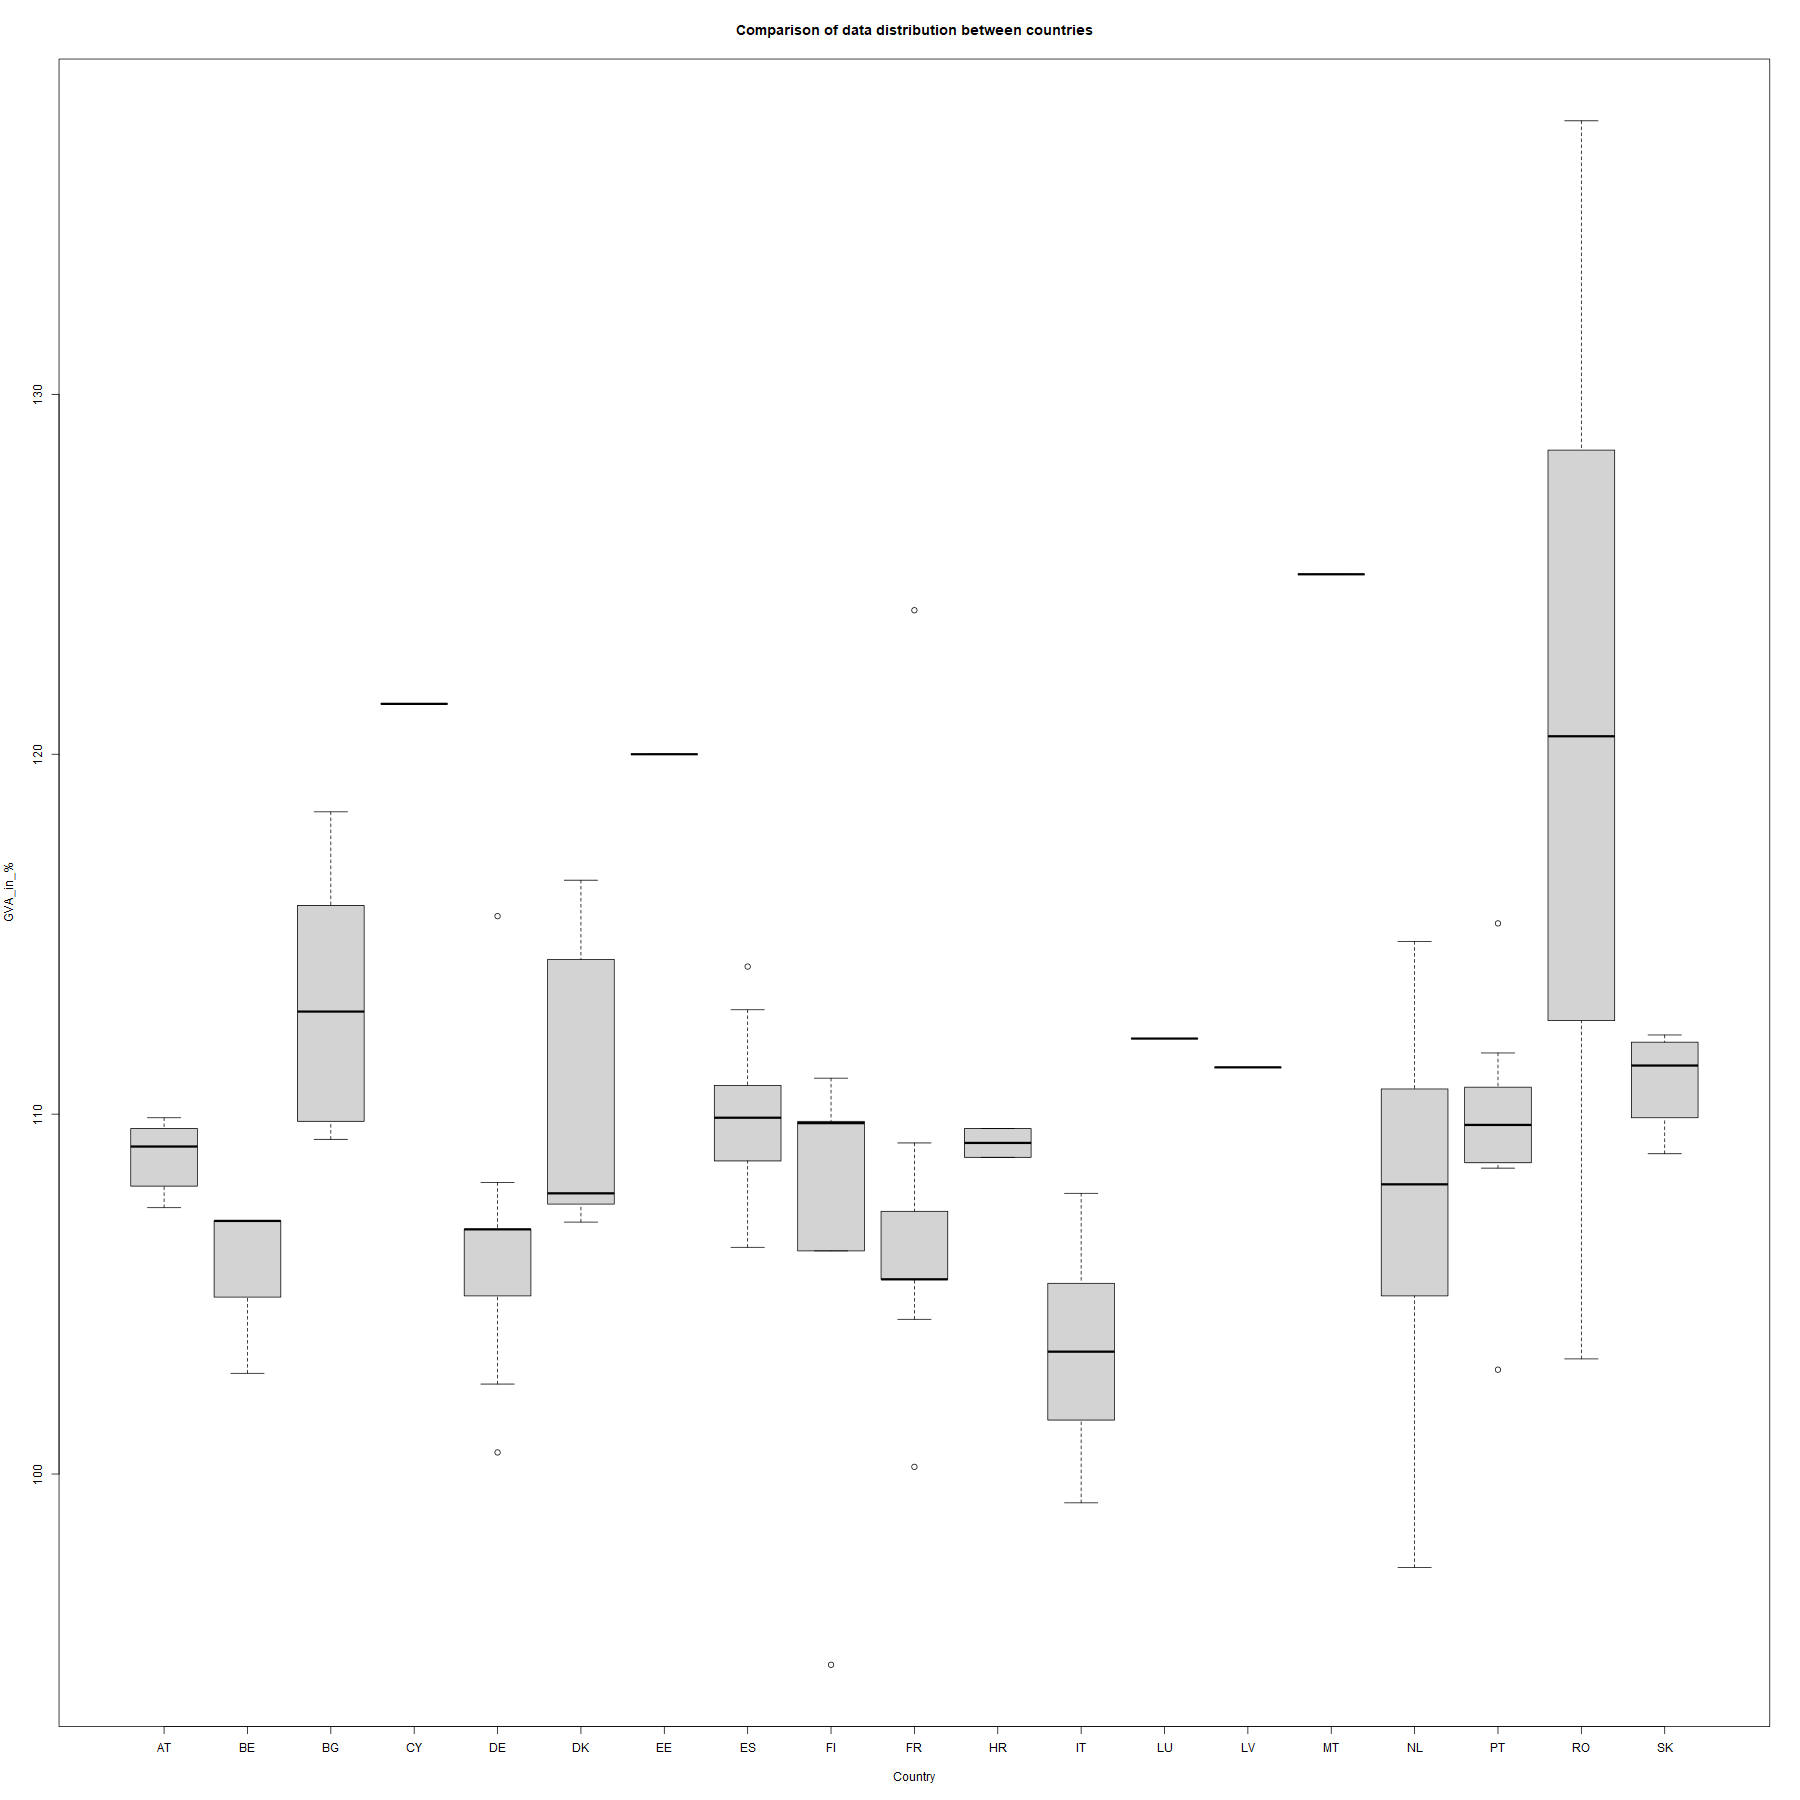 Comparison of data distribution between countries
130
120
110
100
GVA_in_%
AT BE BG CY DE DK EE ES FI FR HR IT LU LV MT NL PT RO SK
Country